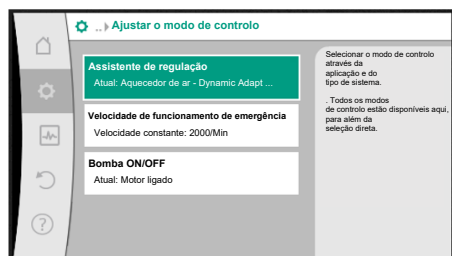 ..▸ Ajustar o modo de controlo
Assistente de regulação
Atual: Aquecedor de ar - Dynamic Adapt ...
Velocidade de funcionamento de emergência
Velocidade constante: 2000/Min
Bomba ON/OFF
Atual: Motor ligado
Selecionar o modo de controlo
através da
aplicação e do
tipo de sistema.
. Todos os modos
de controlo estão disponíveis aqui,
para além da
seleção direta.
?